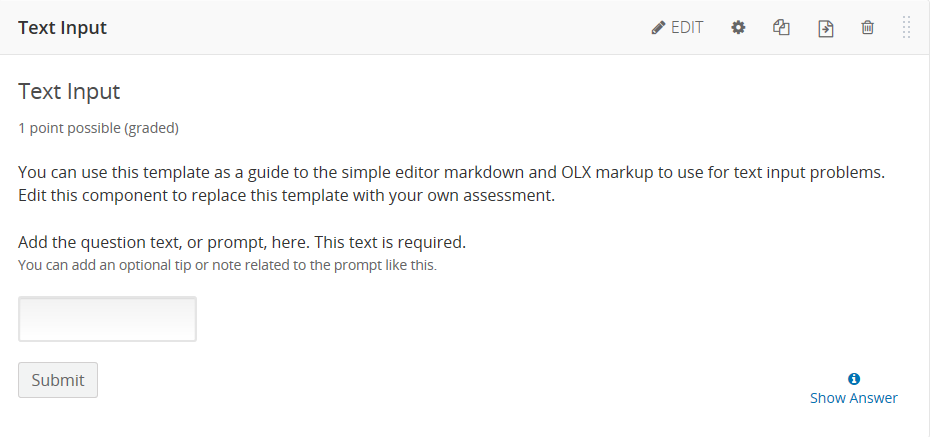 Text Input
EDIT
Text Input
1 point possible (graded)
You can use this template as a guide to the simple editor markdown and OLX markup to use for text input problems.
Edit this component to replace this template with your own assessment.
Add the question text, or prompt, here. This text is required.
You can add an optional tip or note related to the prompt like this.
Submit
Show Answer